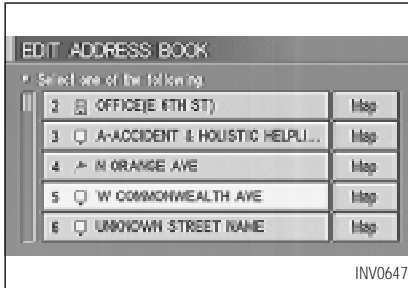 EDIT ADDRESS BOOK
Select one of the following.
2 OFFICE(E 6TH ST) Map
3 A-ACCIDENT & HOLISTIC HELPLI... Map
4 N ORANGE AVE Map
5 W COMMONWEALTH AVE Map
6 UNKNOWN STREET NAME Map
INV0647